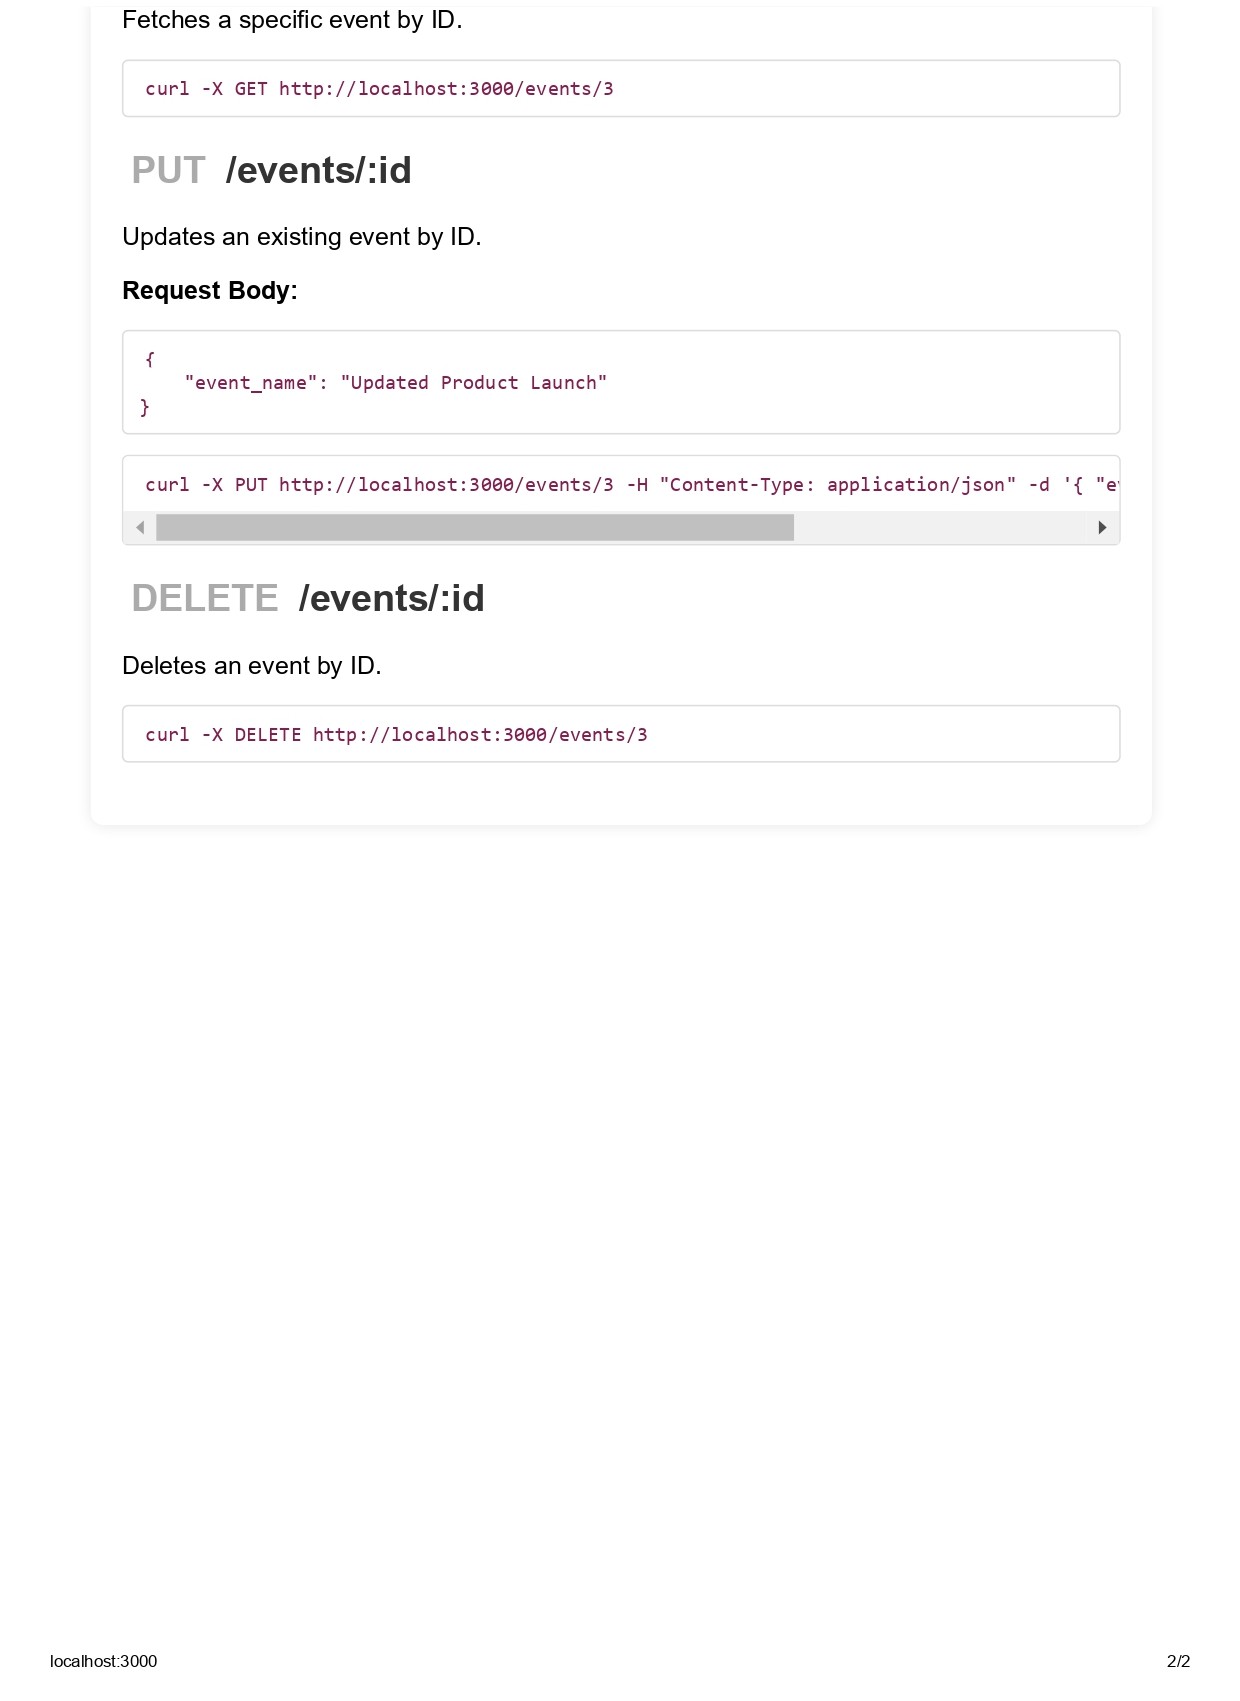 Fetches a specific event by ID.
curl -X GET http://localhost:3000/events/3
PUT /events/:id
Updates an existing event by ID.
Request Body:
{
    "event_name": "Updated Product Launch"
}
curl -X PUT http://localhost:3000/events/3 -H "Content-Type: application/json" -d '{ "ev
DELETE /events/:id
Deletes an event by ID.
curl -X DELETE http://localhost:3000/events/3
localhost:3000 2/2